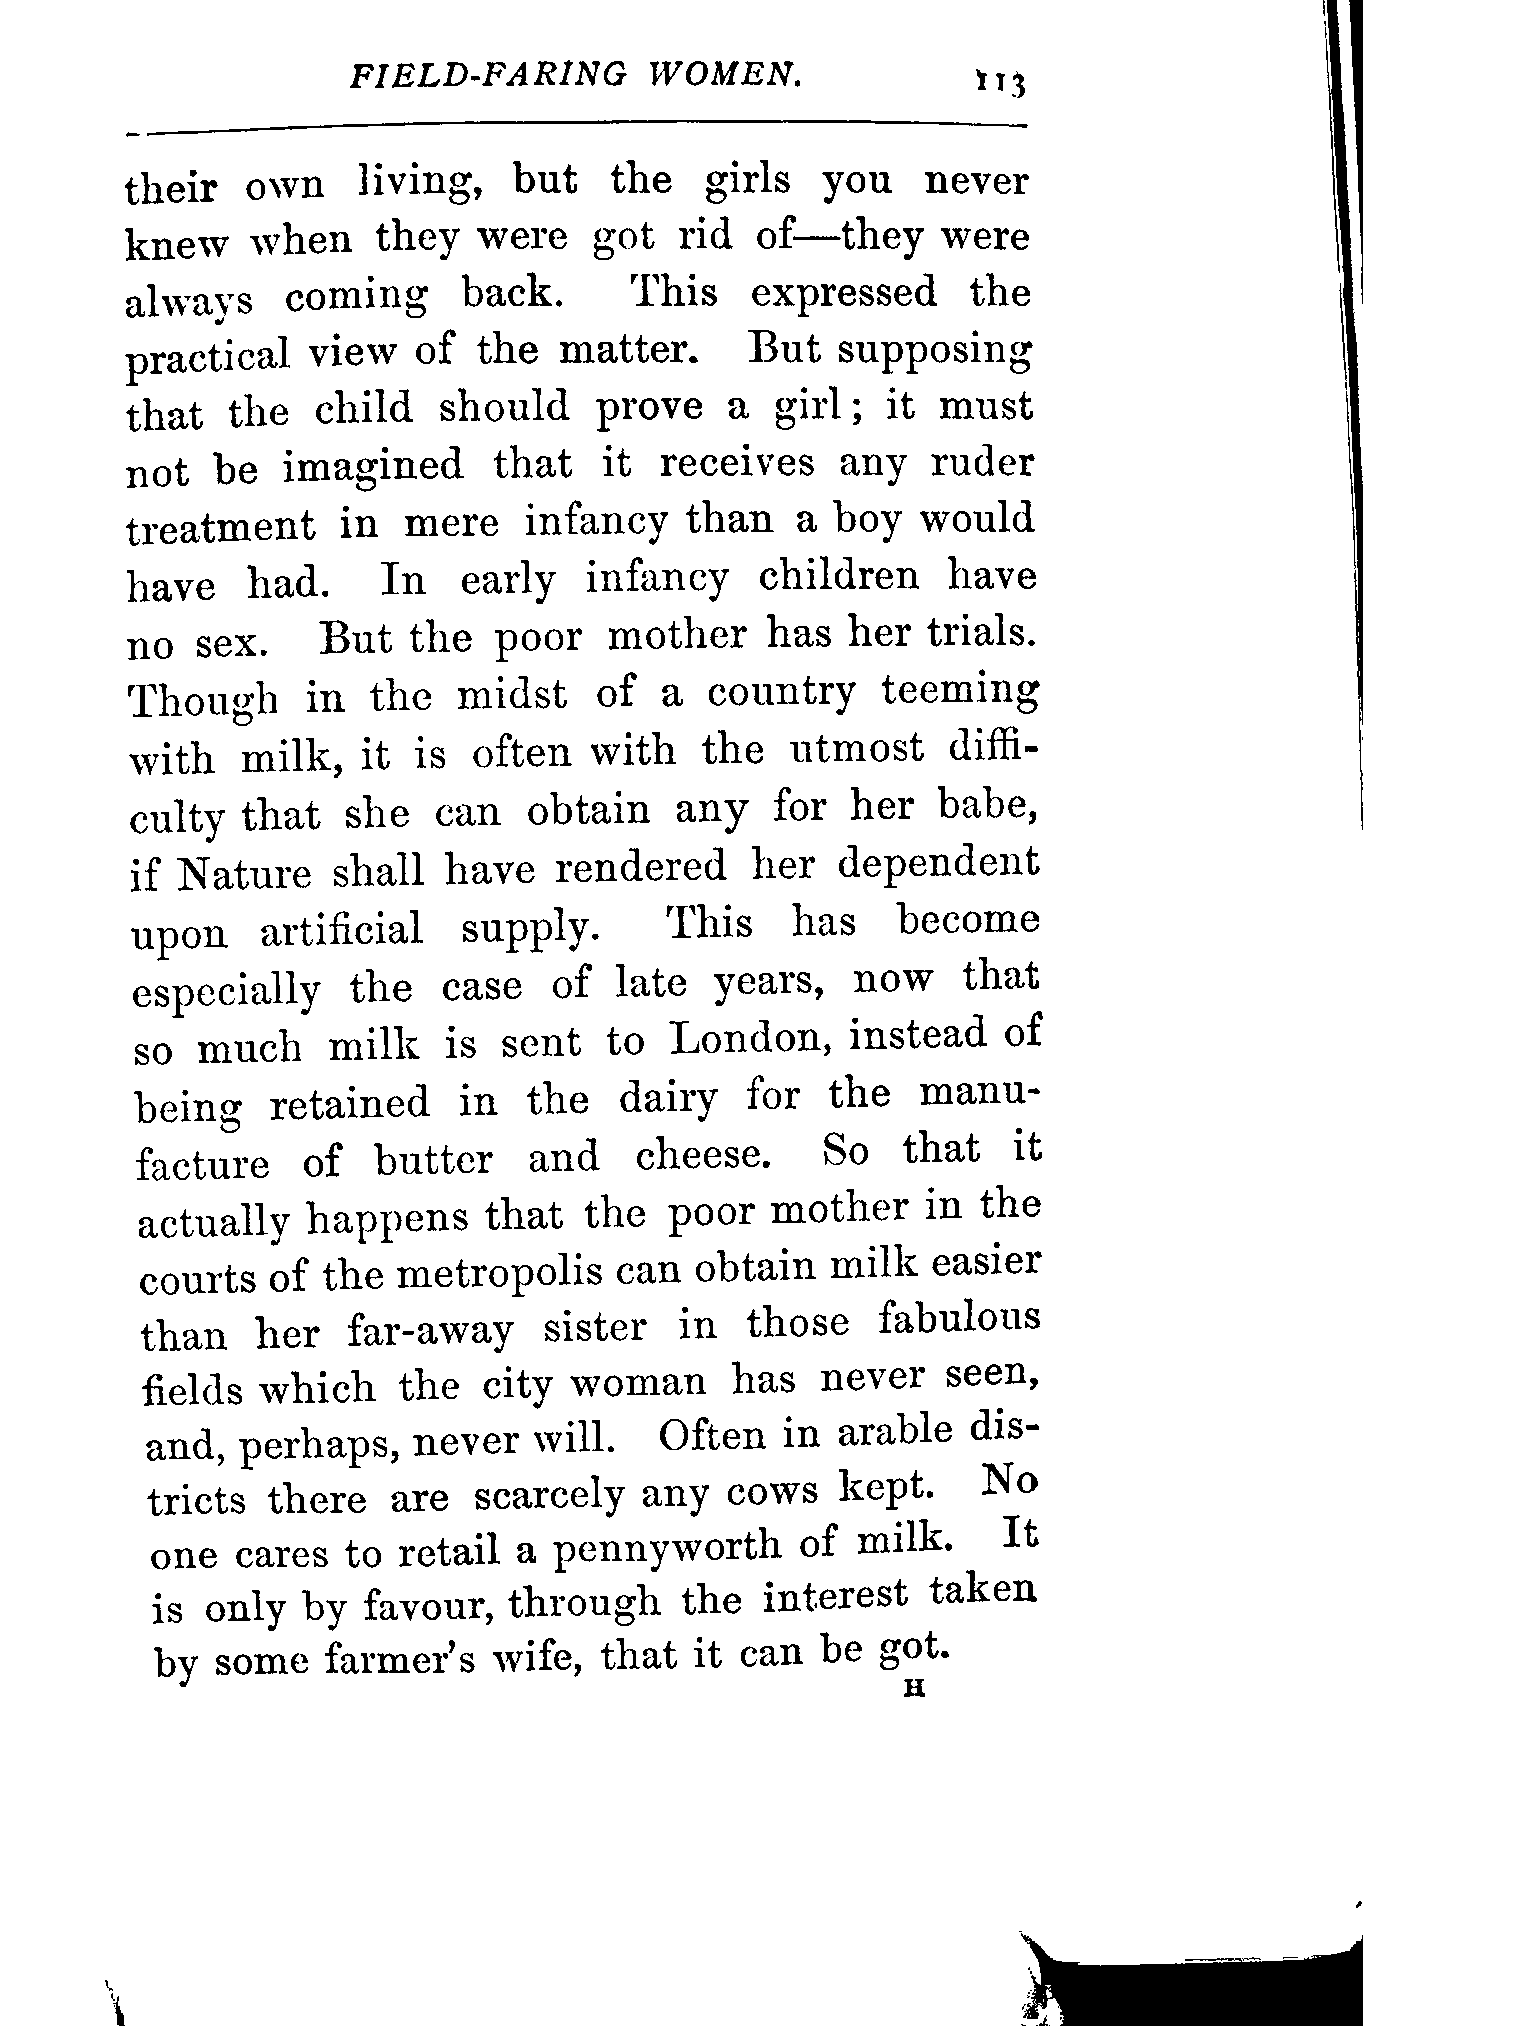 FIELD-FARING WOMEN. 113
their own living, but the girls you never
knew when they were got rid of—they were
always coming back. This expressed the
practical view of the matter. But supposing
that the child should prove a girl; it must
not be imagined that it receives any ruder
treatment in mere infancy than a boy would
have had. In early infancy children have
no sex. But the poor mother has her trials.
Though in the midst of a country teeming
with milk, it is often with the utmost diffi-
culty that she can obtain any for her babe,
if Nature shall have rendered her dependent
upon artificial supply. This has become
especially the case of late years, now that
so much milk is sent to London, instead of
being retained in the dairy for the manu-
facture of butter and cheese. So that it
actually happens that the poor mother in the
courts of the metropolis can obtain milk easier
than her far-away sister in those fabulous
fields which the city woman has never seen,
and, perhaps, never will. Often in arable dis-
tricts there are scarcely any cows kept. No
one cares to retail a pennyworth of milk. It
is only by favour, through the interest taken
by some farmer's wife, that it can be got.
H